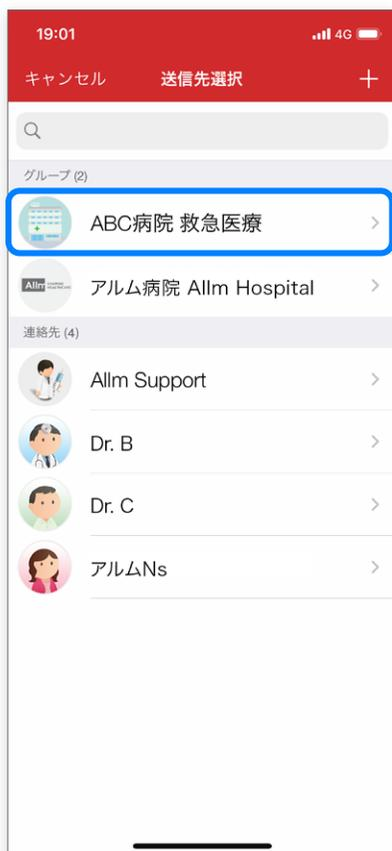 19:01
4G
キャンセル
送信先選択
グループ (2)
ABC病院 救急医療
Allm
アルム病院 Allm Hospital
連絡先 (4)
Allm Support
Dr. B
Dr. C
アルムNs